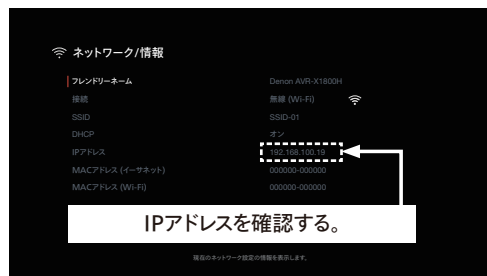 ネットワーク/情報
フレンドリーネーム Denon AVR-X1800H
接続 無線 (Wi-Fi)
SSID SSID-01
DHCP オン
IPアドレス 192.168.100.19
MACアドレス (イーサネット) 000000-000000
MACアドレス (Wi-Fi) 000000-000000
IPアドレスを確認する。
現在のネットワーク設定の情報を表示します。